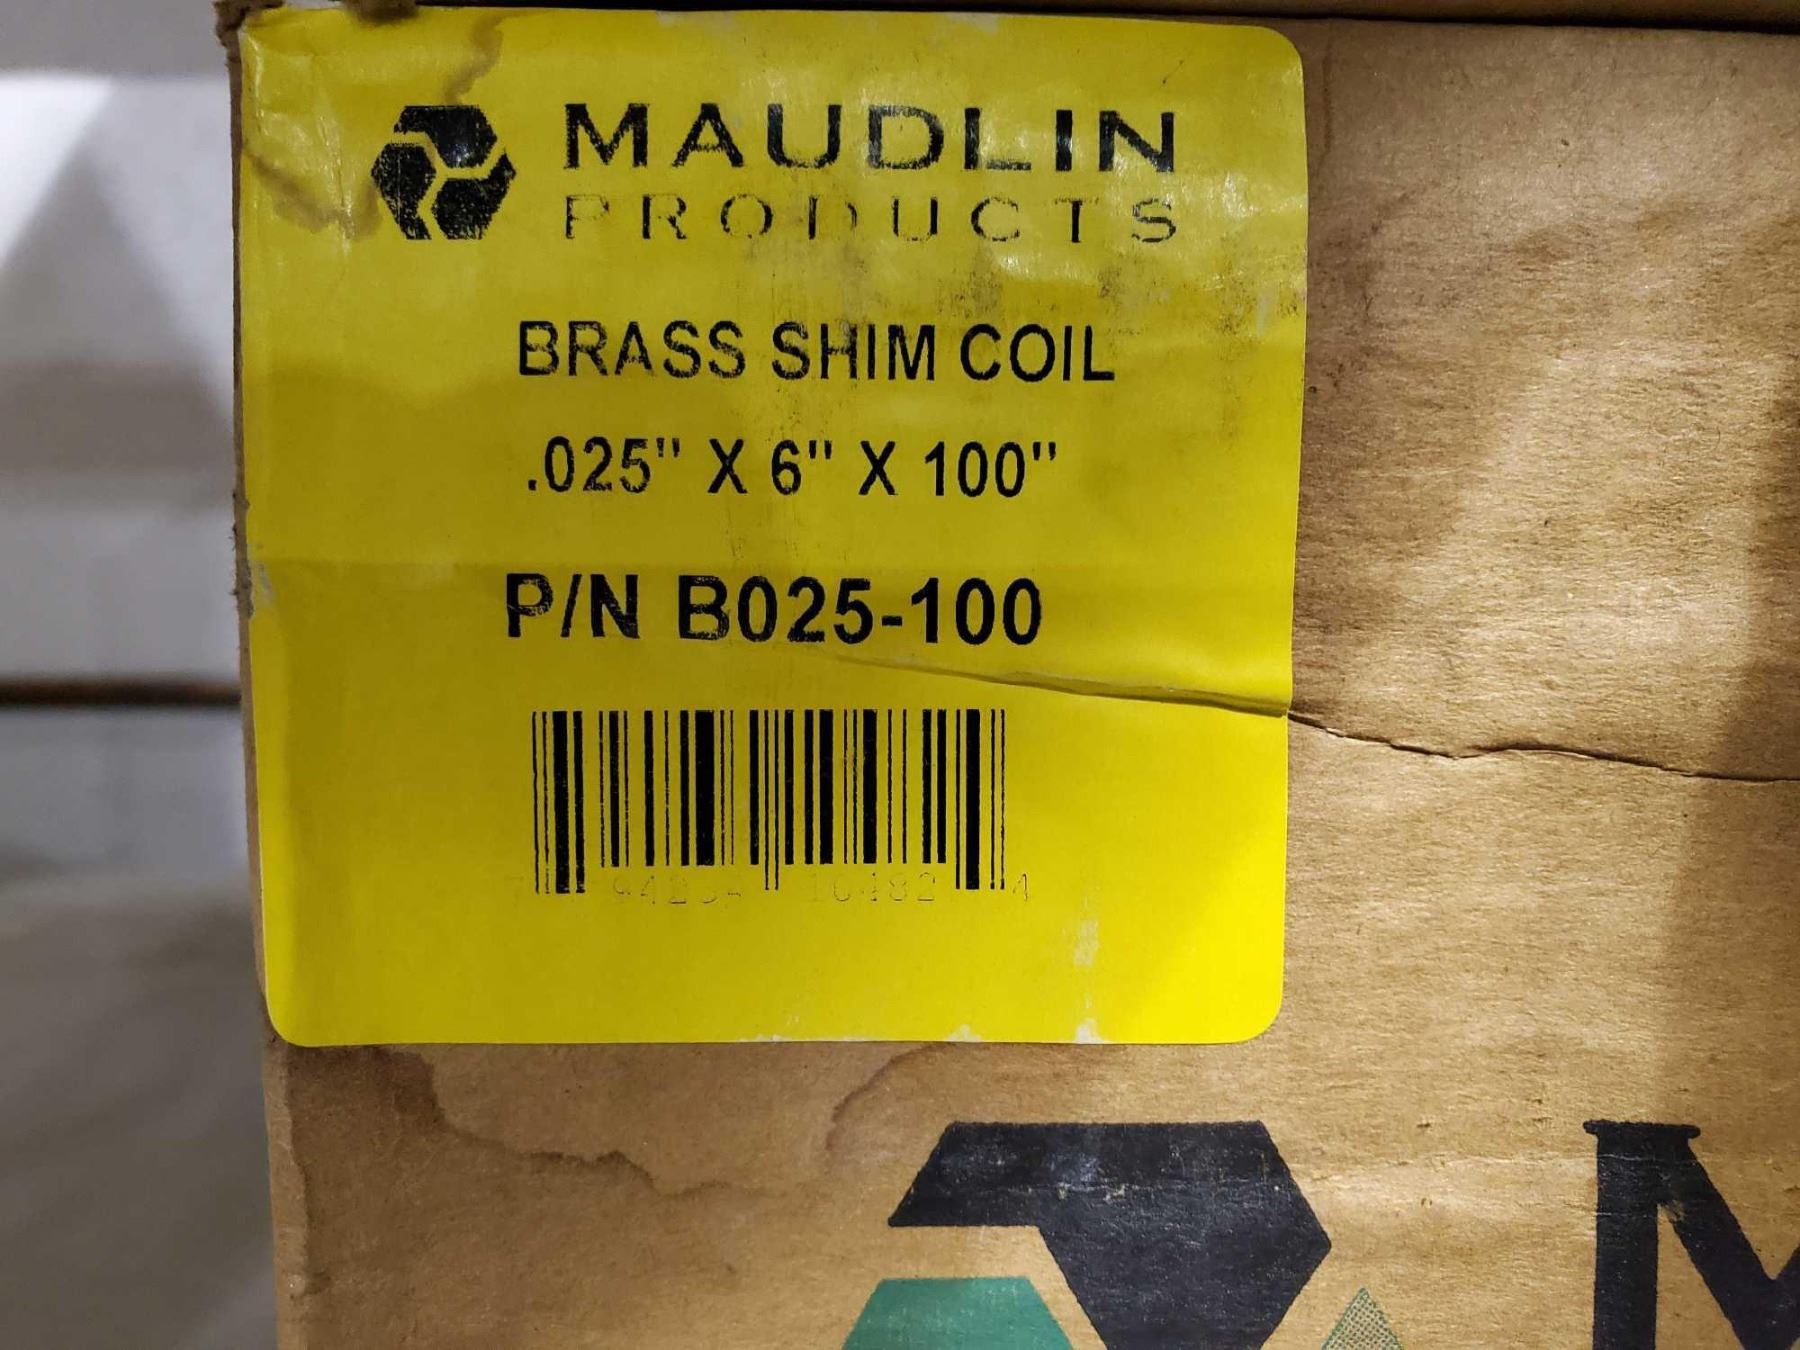 MAUDLIN
PRODUCTS
BRASS SHIM COIL
.025" X 6" X 100"
P/N B025-100
M